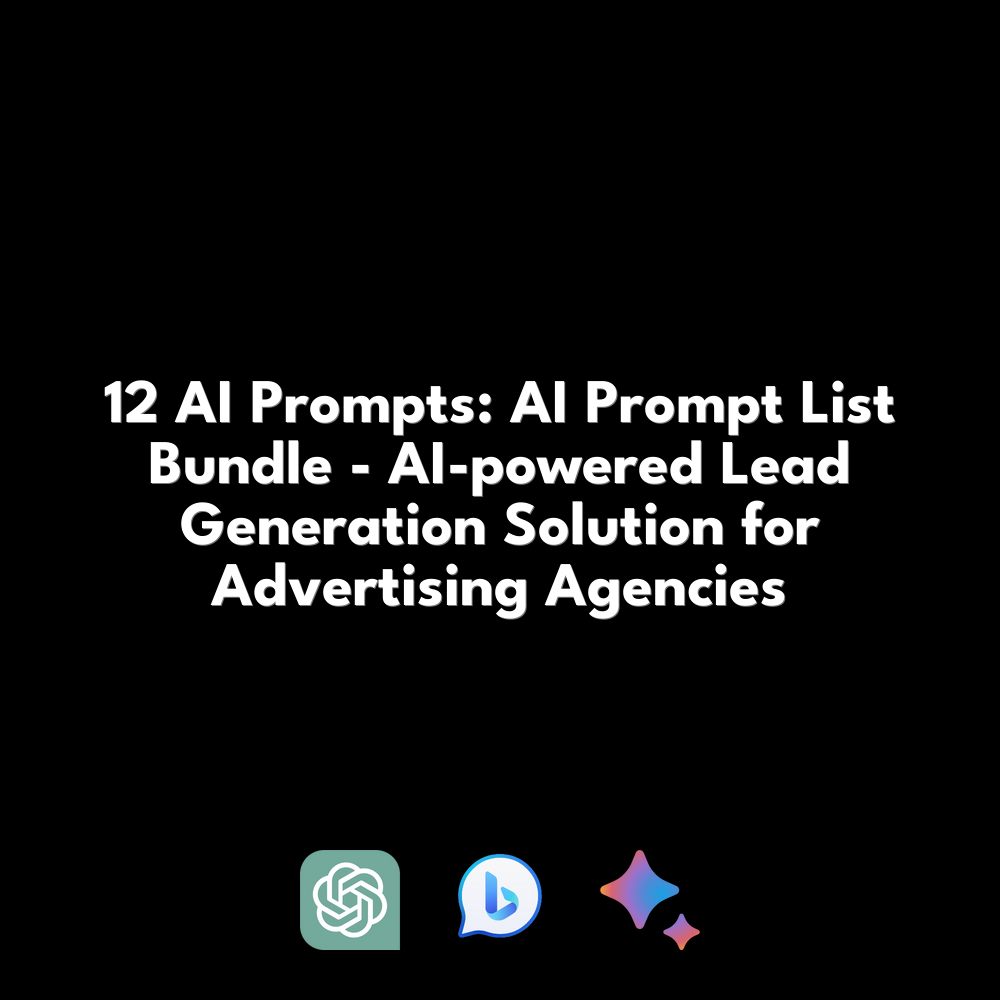 12 AI Prompts: AI Prompt List
Bundle - AI-powered Lead
Generation Solution for
Advertising Agencies